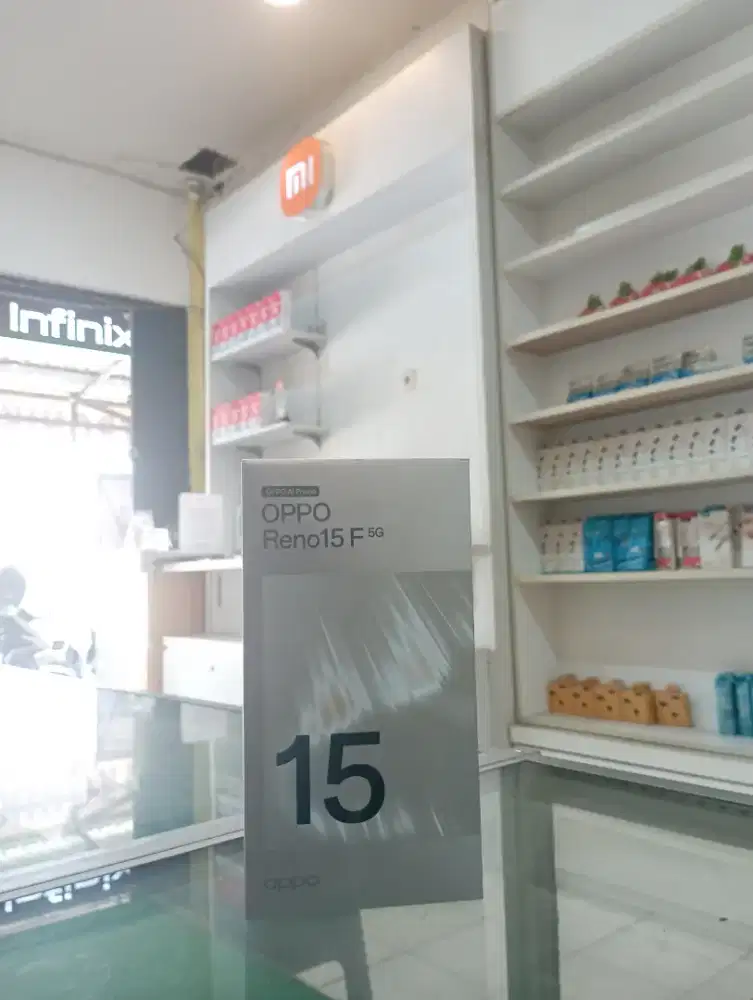 mi
Infinix
OPPO AI Phone
OPPO
Reno15 F 5G
15
oppo